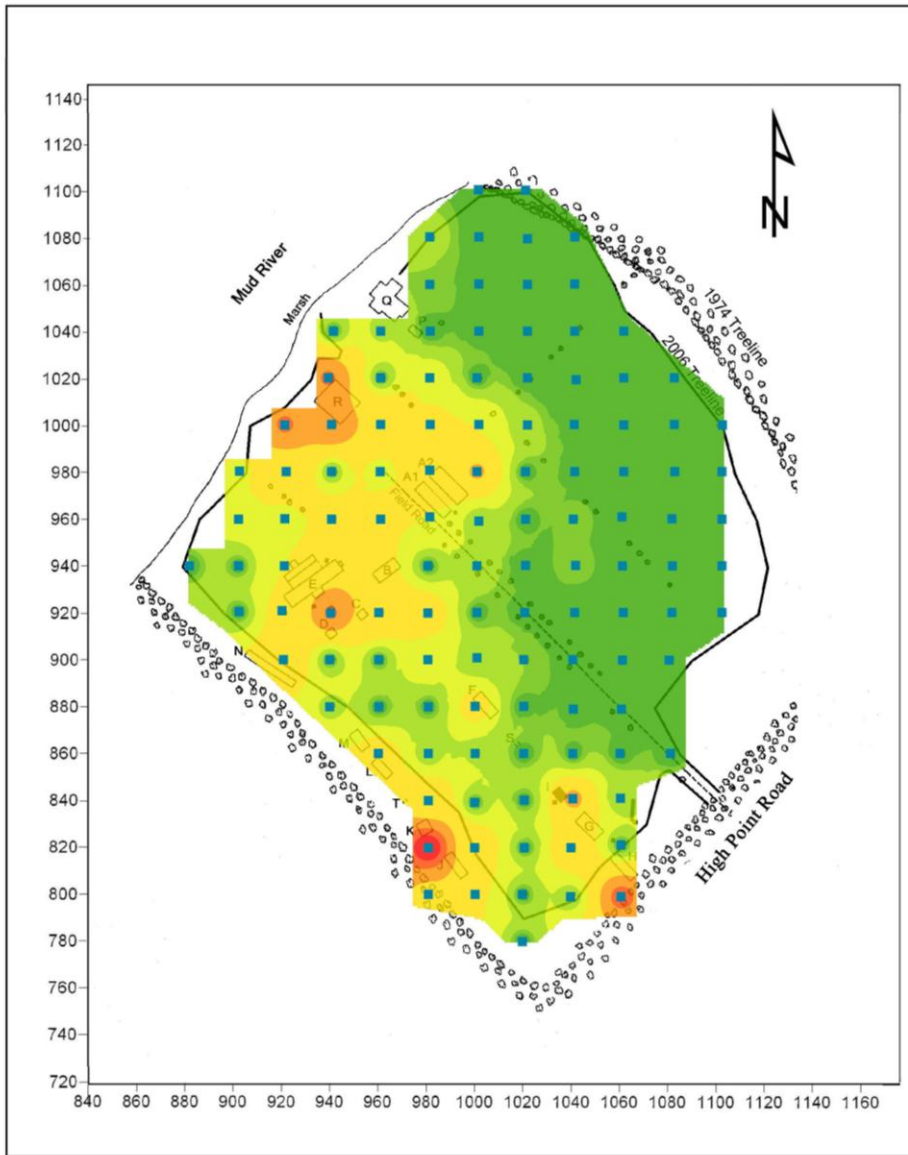 1140
1120
1100
1080
1060
1040
1020
1000
980
960
940
920
900
880
860
840
820
800
780
760
740
720
840 860 880 900 920 940 960 980 1000 1020 1040 1060 1080 1100 1120 1140 1160
N
Mud River
Marsh
1974 Treeline
2006 Treeline
Q
P
R
A2
A1
Field Road
B
E
C
D
N
F
S
M
L
T
I
K
G
J
H
High Point Road